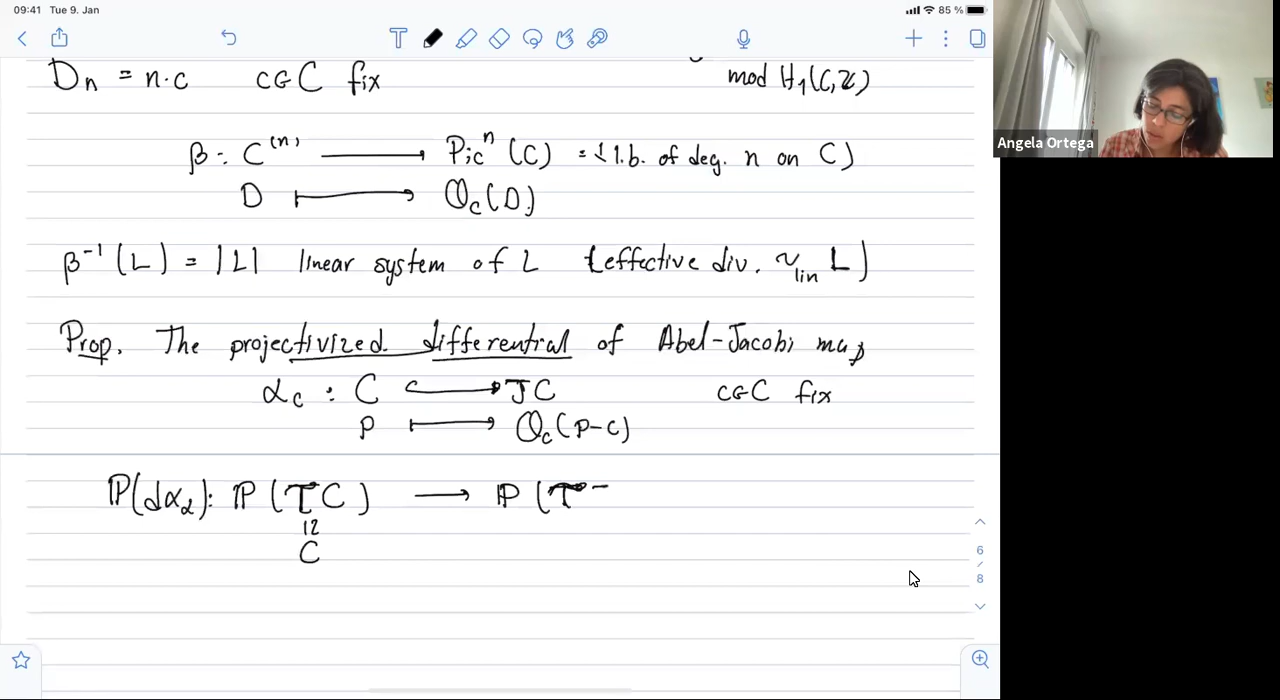 09:41 Tue 9. Jan
85 %
D_n = n·c c∈C fix
mod H_1(C,Z)
β: C^(n) ⟶ Pic^n (C) = {l.b. of deg. n on C}
D ⟼ O_C(D)
β^-1 (L) = |L| linear system of L {effective div. ~_lin L}
Prop. The projectivized differential of Abel-Jacobi map
α_c : C ↪ JC c∈C fix
p ⟼ O_C(p-c)
P(dα_2): P(TC) ⟶ P(T
C
Angela Ortega
6
/
8